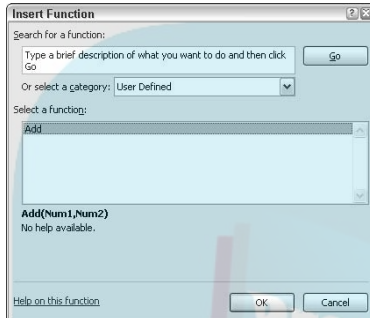 Insert Function
Search for a function:
Type a brief description of what you want to do and then click
Go
Go
Or select a category: User Defined
Select a function:
Add
Add(Num1,Num2)
No help available.
Help on this function
OK Cancel